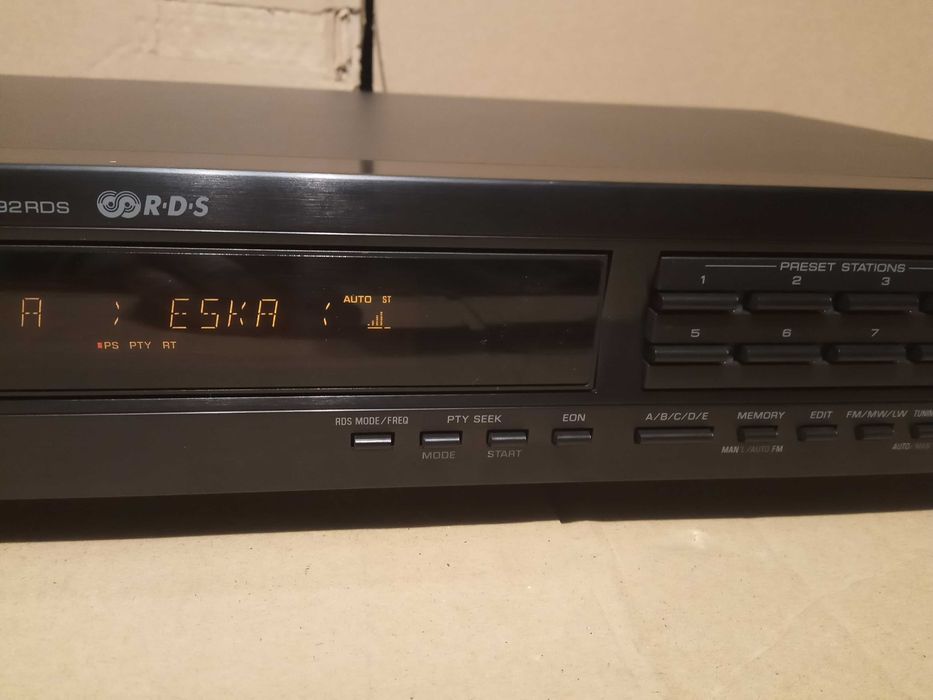 92RDS R·D·S
PRESET STATIONS
1 2 3
A > ESKA < AUTO ST
5 6 7
PS PTY RT
RDS MODE/FREQ PTY SEEK EON A/B/C/D/E MEMORY EDIT FM/MW/LW
MODE START MAN'L/AUTO FM